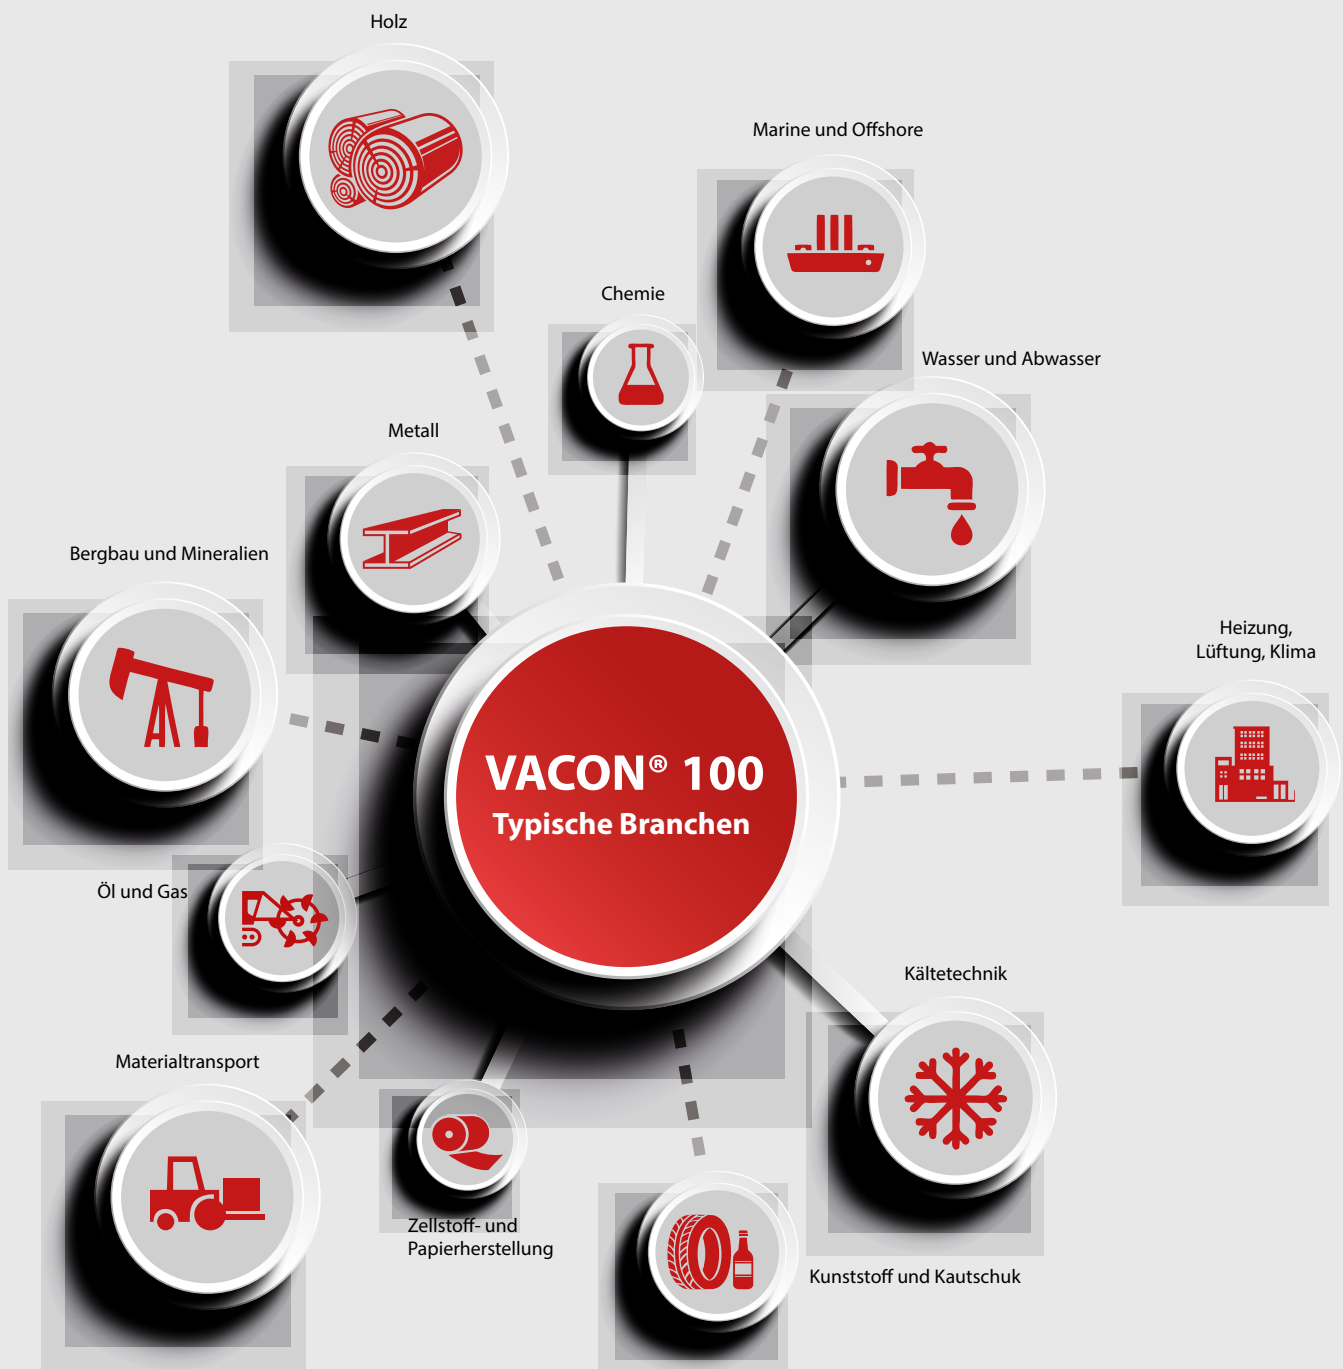 Holz
Marine und Offshore
Chemie
Wasser und Abwasser
Metall
Bergbau und Mineralien
Heizung,
Lüftung, Klima
VACON® 100
Typische Branchen
Öl und Gas
Kältetechnik
Materialtransport
Zellstoff- und
Papierherstellung
Kunststoff und Kautschuk